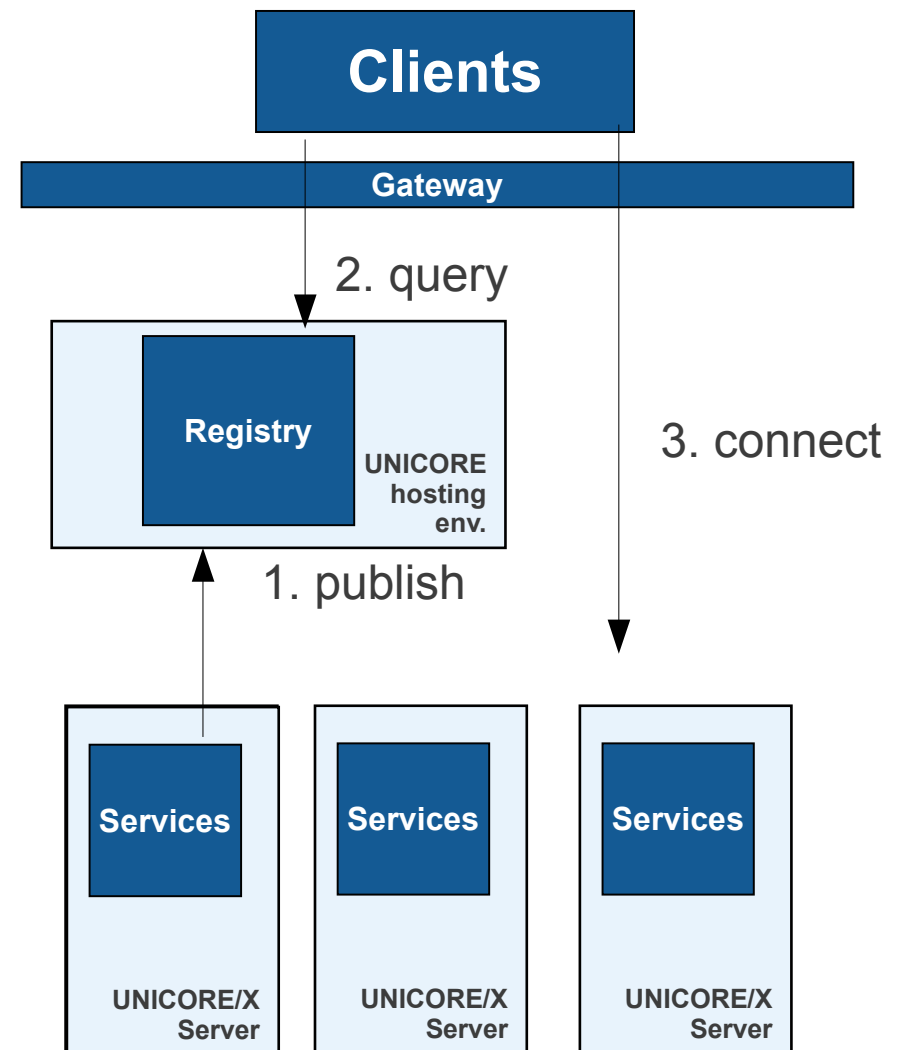 Clients
Gateway
2. query
Registry
UNICORE
hosting
env.
3. connect
1. publish
Services
Services
Services
UNICORE/X
Server
UNICORE/X
Server
UNICORE/X
Server